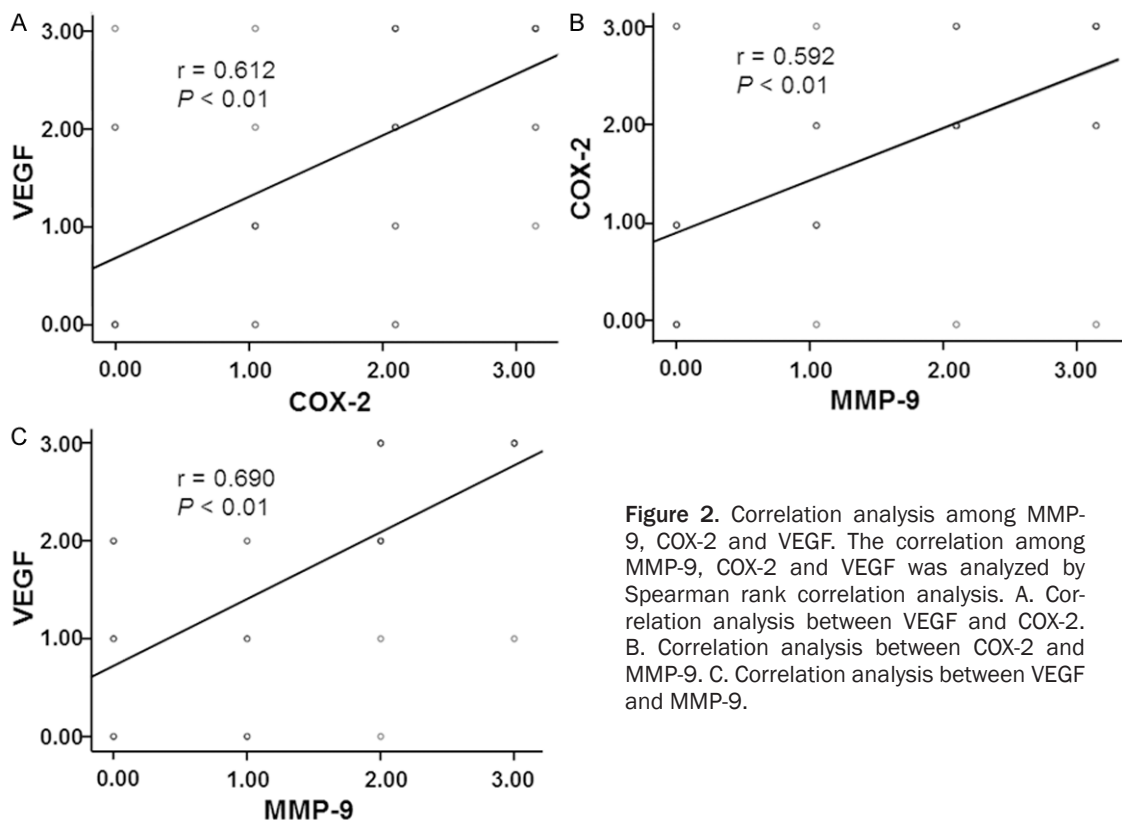 A
3.00
2.00
1.00
0.00
VEGF
r = 0.612
P < 0.01
0.00 1.00 2.00 3.00
COX-2
B
3.00
2.00
1.00
0.00
COX-2
r = 0.592
P < 0.01
0.00 1.00 2.00 3.00
MMP-9
C
3.00
2.00
1.00
0.00
VEGF
r = 0.690
P < 0.01
0.00 1.00 2.00 3.00
MMP-9
Figure 2. Correlation analysis among MMP-
9, COX-2 and VEGF. The correlation among
MMP-9, COX-2 and VEGF was analyzed by
Spearman rank correlation analysis. A. Cor-
relation analysis between VEGF and COX-2.
B. Correlation analysis between COX-2 and
MMP-9. C. Correlation analysis between VEGF
and MMP-9.